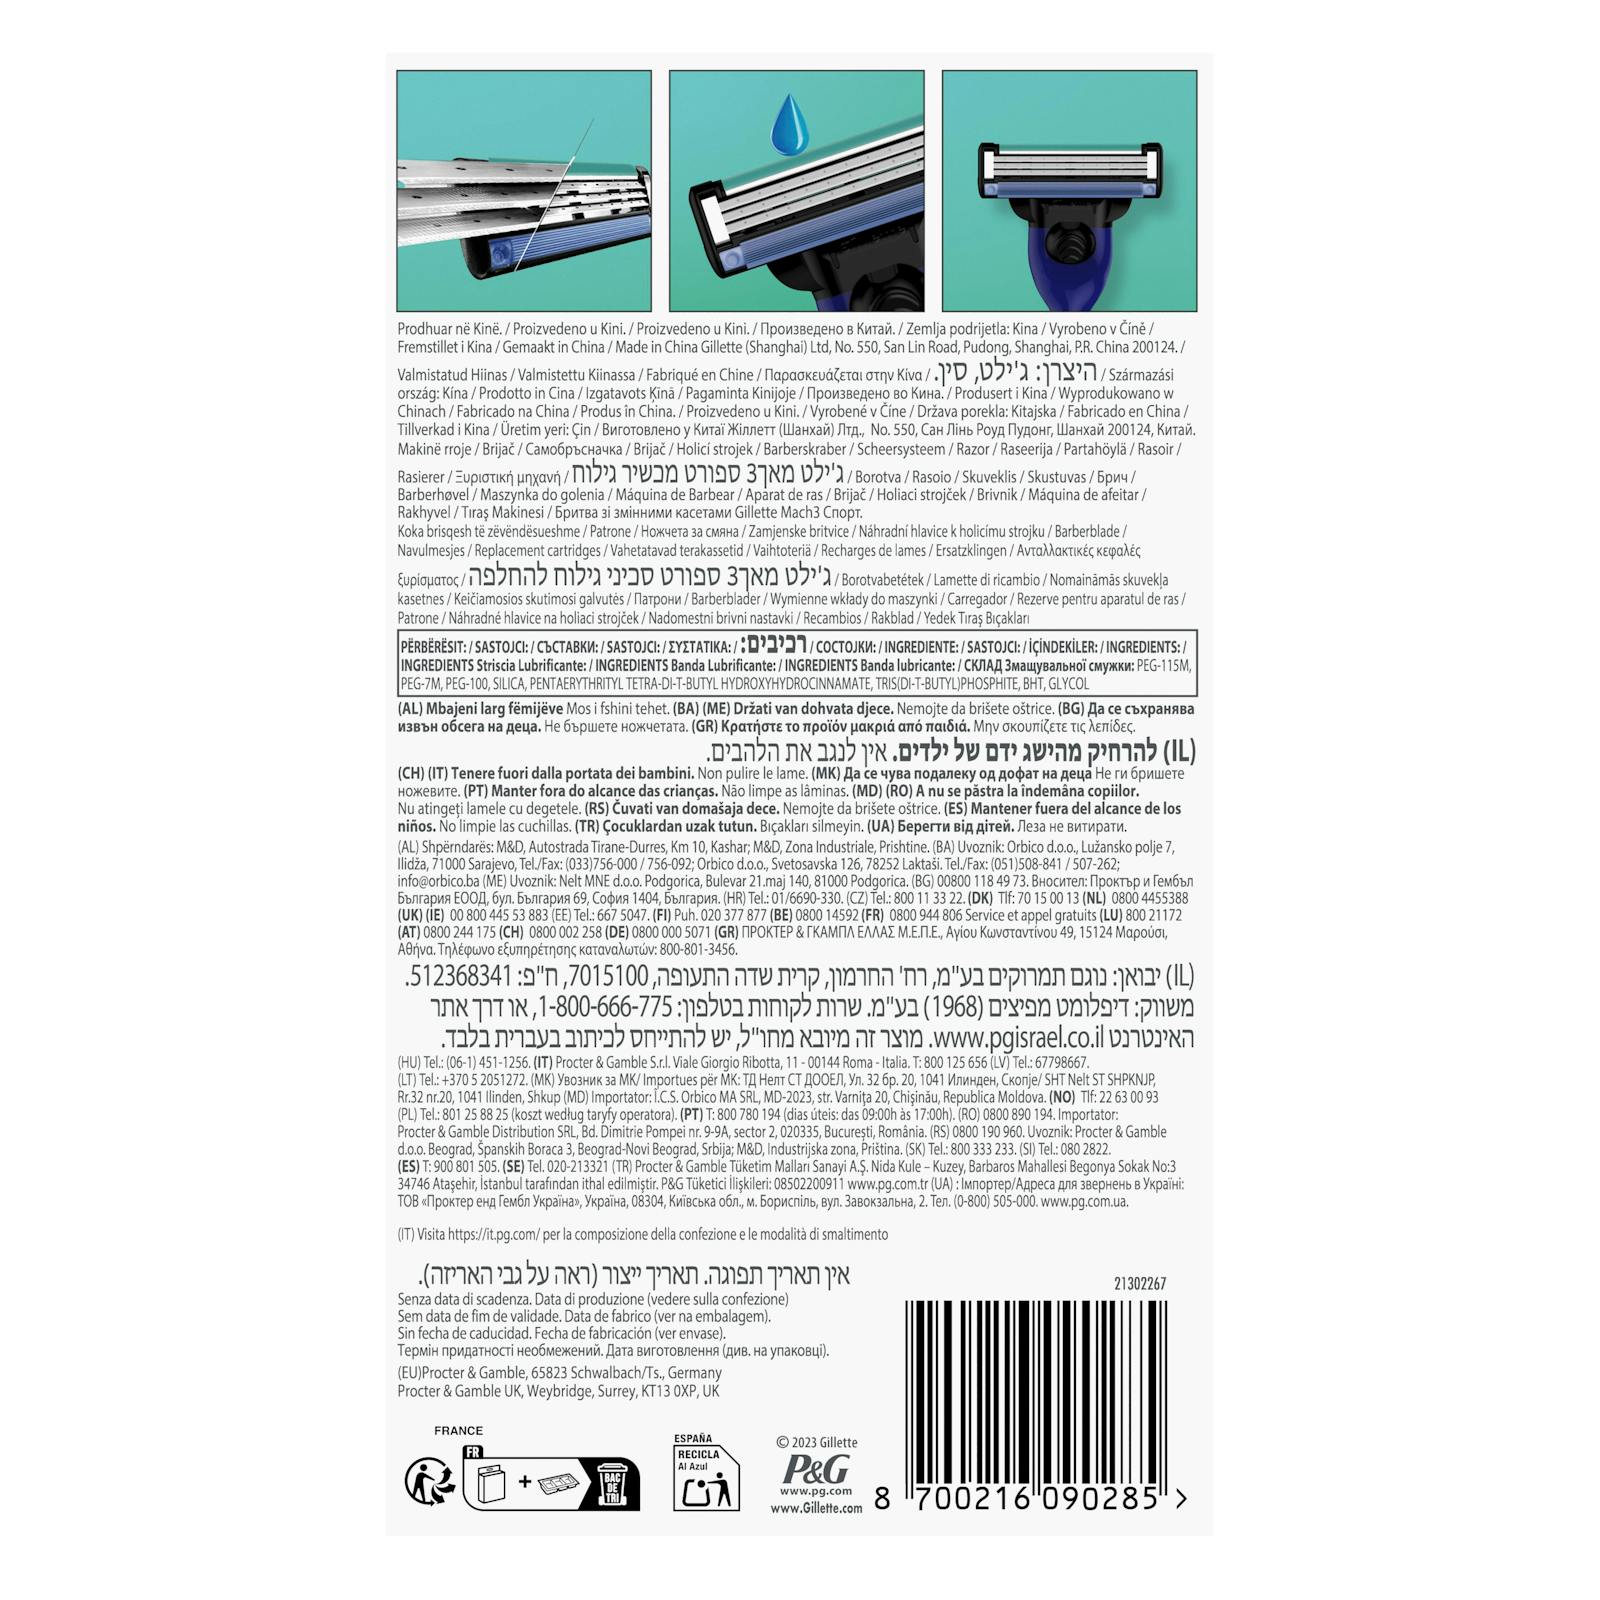 Prodhuar në Kinë. / Proizvedeno u Kini. / Proizvedeno u Kini. / Произведено в Китай. / Zemlja podrijetla: Kina / Vyrobeno v Číně /
Fremstillet i Kina / Gemaakt in China / Made in China Gillette (Shanghai) Ltd, No. 550, San Lin Road, Pudong, Shanghai, P.R. China 200124. /
Valmistatud Hiinas / Valmistettu Kiinassa / Fabriqué en Chine / Παρασκευάζεται στην Κίνα / היצרן: ג'ילט, סין. / Származási
ország: Kína / Prodotto in Cina / Izgatavots Ķīnā / Pagaminta Kinijoje / Произведено во Кина. / Produsert i Kina / Wyprodukowano w
Chinach / Fabricado na China / Produs în China. / Proizvedeno u Kini. / Vyrobené v Číne / Država porekla: Kitajska / Fabricado en China /
Tillverkad i Kina / Üretim yeri: Çin / Виготовлено у Китаї Жіллетт (Шанхай) Лтд., No. 550, Сан Лінь Роуд Пудонг, Шанхай 200124, Китай.
Makinë rroje / Brijač / Самобръсначка / Brijač / Holicí strojek / Barberskraber / Scheersysteem / Razor / Raseerija / Partahöylä / Rasoir /
Rasierer / Ξυριστική μηχανή / ג'ילט מאך3 ספורט מכשיר גילוח / Borotva / Rasoio / Skuveklis / Skustuvas / Брич /
Barberhøvel / Maszynka do golenia / Máquina de Barbear / Aparat de ras / Brijač / Holiaci strojček / Brivnik / Máquina de afeitar /
Rakhyvel / Tıraş Makinesi / Бритва зі змінними касетами Gillette Mach3 Спорт.
Koka brisqesh të zëvëndësueshme / Patrone / Ножчета за смяна / Zamjenske britvice / Náhradní hlavice k holicímu strojku / Barberblade /
Navulmesjes / Replacement cartridges / Vahetatavad terakassetid / Vaihtoteriä / Recharges de lames / Ersatzklingen / Ανταλλακτικές κεφαλές
ξυρίσματος / ג'ילט מאך3 ספורט סכיני גילוח להחלפה / Borotvabetétek / Lamette di ricambio / Nomaināmās skuvekļa
kasetnes / Keičiamosios skutimosi galvutės / Патрони / Barberblader / Wymienne wkłady do maszynki / Carregador / Rezerve pentru aparatul de ras /
Patrone / Náhradné hlavice na holiaci strojček / Nadomestni brivni nastavki / Recambios / Rakblad / Yedek Tıraş Bıçakları
PËRBËRËSIT: / SASTOJCI: / СЪСТАВКИ: / SASTOJCI: / ΣΥΣΤΑΤΙΚΑ: / רכיבים: / СОСТОЈКИ: / INGREDIENTE: / SASTOJCI: / İÇİNDEKİLER: / INGREDIENTS: /
INGREDIENTS Striscia Lubrificante: / INGREDIENTS Banda Lubrificante: / INGREDIENTS Banda lubricante: / СКЛАД Змащувальної смужки: PEG-115M,
PEG-7M, PEG-100, SILICA, PENTAERYTHRITYL TETRA-DI-T-BUTYL HYDROXYHYDROCINNAMATE, TRIS(DI-T-BUTYL)PHOSPHITE, BHT, GLYCOL
(AL) Mbajeni larg fëmijëve Mos i fshini tehet. (BA) (ME) Držati van dohvata djece. Nemojte da brišete oštrice. (BG) Да се съхранява
извън обсега на деца. Не бършете ножчетата. (GR) Κρατήστε το προϊόν μακριά από παιδιά. Μην σκουπίζετε τις λεπίδες.
(IL) להרחיק מהישג ידם של ילדים. אין לנגב את הלהבים.
(CH) (IT) Tenere fuori dalla portata dei bambini. Non pulire le lame. (MK) Да се чува подалеку од дофат на деца Не ги бришете
ножевите. (PT) Manter fora do alcance das crianças. Não limpe as lâminas. (MD) (RO) A nu se păstra la îndemâna copiilor.
Nu atingeți lamele cu degetele. (RS) Čuvati van domašaja dece. Nemojte da brišete oštrice. (ES) Mantener fuera del alcance de los
niños. No limpie las cuchillas. (TR) Çocuklardan uzak tutun. Bıçakları silmeyin. (UA) Берегти від дітей. Леза не витирати.
(AL) Shpërndarës: M&D, Autostrada Tirane-Durres, Km 10, Kashar; M&D, Zona Industriale, Prishtine. (BA) Uvoznik: Orbico d.o.o., Lužansko polje 7,
Ilidža, 71000 Sarajevo, Tel./Fax: (033)756-000 / 756-092; Orbico d.o.o., Svetosavska 126, 78252 Laktaši. Tel./Fax: (051)508-841 / 507-262;
info@orbico.ba (ME) Uvoznik: Nelt MNE d.o.o. Podgorica, Bulevar 21.maj 140, 81000 Podgorica. (BG) 00800 118 49 73. Вносител: Проктър и Гембъл
България ЕООД, бул. България 69, София 1404, България. (HR) Tel.: 01/6690-330. (CZ) Tel.: 800 11 33 22. (DK) Tlf: 70 15 00 13 (NL) 0800 4455388
(UK) (IE) 00 800 445 53 883 (EE) Tel.: 667 5047. (FI) Puh. 020 377 877 (BE) 0800 14592 (FR) 0800 944 806 Service et appel gratuits (LU) 800 21172
(AT) 0800 244 175 (CH) 0800 002 258 (DE) 0800 000 5071 (GR) ΠΡΟΚΤΕΡ & ΓΚΑΜΠΛ ΕΛΛΑΣ Μ.Ε.Π.Ε., Αγίου Κωνσταντίνου 49, 15124 Μαρούσι,
Αθήνα. Τηλέφωνο εξυπηρέτησης καταναλωτών: 800-801-3456.
(IL) יבואן: נוגם תמרוקים בע"מ, רח' החרמון, קרית שדה התעופה, 7015100, ח"פ: 512368341.
משווק: דיפלומט מפיצים (1968) בע"מ. שרות לקוחות בטלפון: 1-800-666-775, או דרך אתר
האינטרנט www.pgisrael.co.il. מוצר זה מיובא מחו"ל, יש להתייחס לכיתוב בעברית בלבד.
(HU) Tel.: (06-1) 451-1256. (IT) Procter & Gamble S.r.l. Viale Giorgio Ribotta, 11 - 00144 Roma - Italia. T: 800 125 656 (LV) Tel.: 67798667.
(LT) Tel.: +370 5 2051272. (MK) Увозник за МК/ Importues për MK: ТД Нелт СТ ДООЕЛ, Ул. 32 бр. 20, 1041 Илинден, Скопје/ SHT Nelt ST SHPKNJP,
Rr.32 nr.20, 1041 Ilinden, Shkup (MD) Importator: Î.C.S. Orbico MA SRL, MD-2023, str. Varnița 20, Chișinău, Republica Moldova. (NO) Tlf: 22 63 00 93
(PL) Tel.: 801 25 88 25 (koszt według taryfy operatora). (PT) T: 800 780 194 (dias úteis: das 09:00h às 17:00h). (RO) 0800 890 194. Importator:
Procter & Gamble Distribution SRL, Bd. Dimitrie Pompei nr. 9-9A, sector 2, 020335, București, România. (RS) 0800 190 960. Uvoznik: Procter & Gamble
d.o.o. Beograd, Španskih Boraca 3, Beograd-Novi Beograd, Srbija; M&D, Industrijska zona, Priština. (SK) Tel.: 800 333 233. (SI) Tel.: 080 2822.
(ES) T: 900 801 505. (SE) Tel. 020-213321 (TR) Procter & Gamble Tüketim Malları Sanayi A.Ş. Nida Kule – Kuzey, Barbaros Mahallesi Begonya Sokak No:3
34746 Ataşehir, İstanbul tarafından ithal edilmiştir. P&G Tüketici İlişkileri: 08502200911 www.pg.com.tr (UA) : Імпортер/Адреса для звернень в Україні:
ТОВ «Проктер енд Гембл Україна», Україна, 08304, Київська обл., м. Бориспіль, вул. Завокзальна, 2. Тел. (0-800) 505-000. www.pg.com.ua.
(IT) Visita https://it.pg.com/ per la composizione della confezione e le modalità di smaltimento
אין תאריך תפוגה. תאריך ייצור (ראה על גבי האריזה).
21302267
Senza data di scadenza. Data di produzione (vedere sulla confezione)
Sem data de fim de validade. Data de fabrico (ver na embalagem).
Sin fecha de caducidad. Fecha de fabricación (ver envase).
Термін придатності необмежений. Дата виготовлення (див. на упаковці).
(EU)Procter & Gamble, 65823 Schwalbach/Ts., Germany
Procter & Gamble UK, Weybridge, Surrey, KT13 0XP, UK
FRANCE
FR
+
BAC
DE
TRI
ESPAÑA
RECICLA
Al Azul
© 2023 Gillette
P&G
www.pg.com
www.Gillette.com
8 700216 090285 >